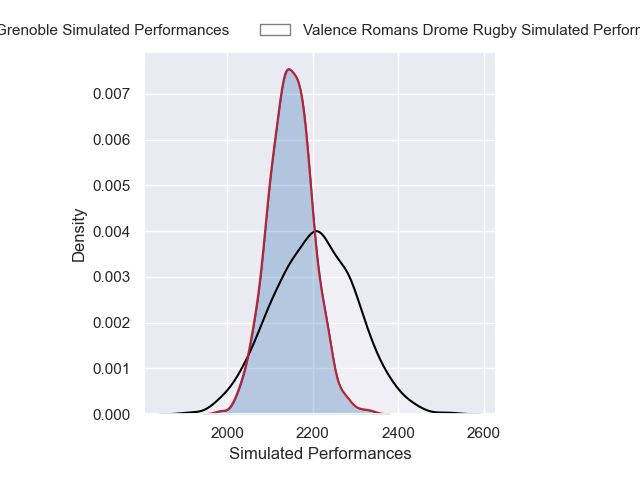 Grenoble Simulated Performances
Valence Romans Drome Rugby Simulated
0.007
0.006
0.005
0.004
0.003
0.002
0.001
0.000
Density
2000 2200 2400 2600
Simulated Performances